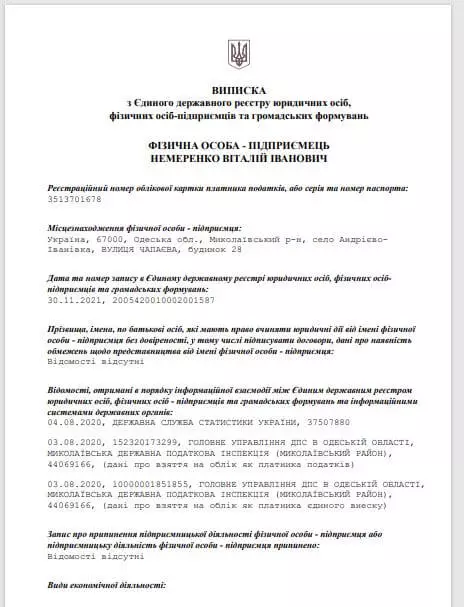 ВИПИСКА
з Єдиного державного реєстру юридичних осіб,
фізичних осіб-підприємців та громадських формувань
ФІЗИЧНА ОСОБА - ПІДПРИЄМЕЦЬ
НЕМЕРЕНКО ВІТАЛІЙ ІВАНОВИЧ
Реєстраційний номер облікової картки платника податків, або серія та номер паспорта:
3513701678
Місцезнаходження фізичної особи - підприємця:
Україна, 67000, Одеська обл., Миколаївський р-н, село Андрієво-
Іванівка, ВУЛИЦЯ ЧАПАЄВА, будинок 28
Дата та номер запису в Єдиному державному реєстрі юридичних осіб, фізичних осіб-
підприємців та громадських формувань:
30.11.2021, 2005420010002001587
Прізвища, імена, по батькові осіб, які мають право вчиняти юридичні дії від імені фізичної
особи - підприємця без довіреності, у тому числі підписувати договори, дані про наявність
обмежень щодо представництва від імені фізичної особи - підприємця:
Відомості відсутні
Відомості, отримані в порядку інформаційної взаємодії між Єдиним державним реєстром
юридичних осіб, фізичних осіб - підприємців та громадських формувань та інформаційними
системами державних органів:
04.08.2020, ДЕРЖАВНА СЛУЖБА СТАТИСТИКИ УКРАЇНИ, 37507880
03.08.2020, 152320173299, ГОЛОВНЕ УПРАВЛІННЯ ДПС В ОДЕСЬКІЙ ОБЛАСТІ,
МИКОЛАЇВСЬКА ДЕРЖАВНА ПОДАТКОВА ІНСПЕКЦІЯ (МИКОЛАЇВСЬКИЙ РАЙОН),
44069166, (дані про взяття на облік як платника податків)
03.08.2020, 10000001851855, ГОЛОВНЕ УПРАВЛІННЯ ДПС В ОДЕСЬКІЙ ОБЛАСТІ,
МИКОЛАЇВСЬКА ДЕРЖАВНА ПОДАТКОВА ІНСПЕКЦІЯ (МИКОЛАЇВСЬКИЙ РАЙОН),
44069166, (дані про взяття на облік як платника єдиного внеску)
Запис про припинення підприємницької діяльності фізичної особи - підприємця або
підприємницьку діяльність фізичної особи - підприємця припинено:
Відомості відсутні
Види економічної діяльності: